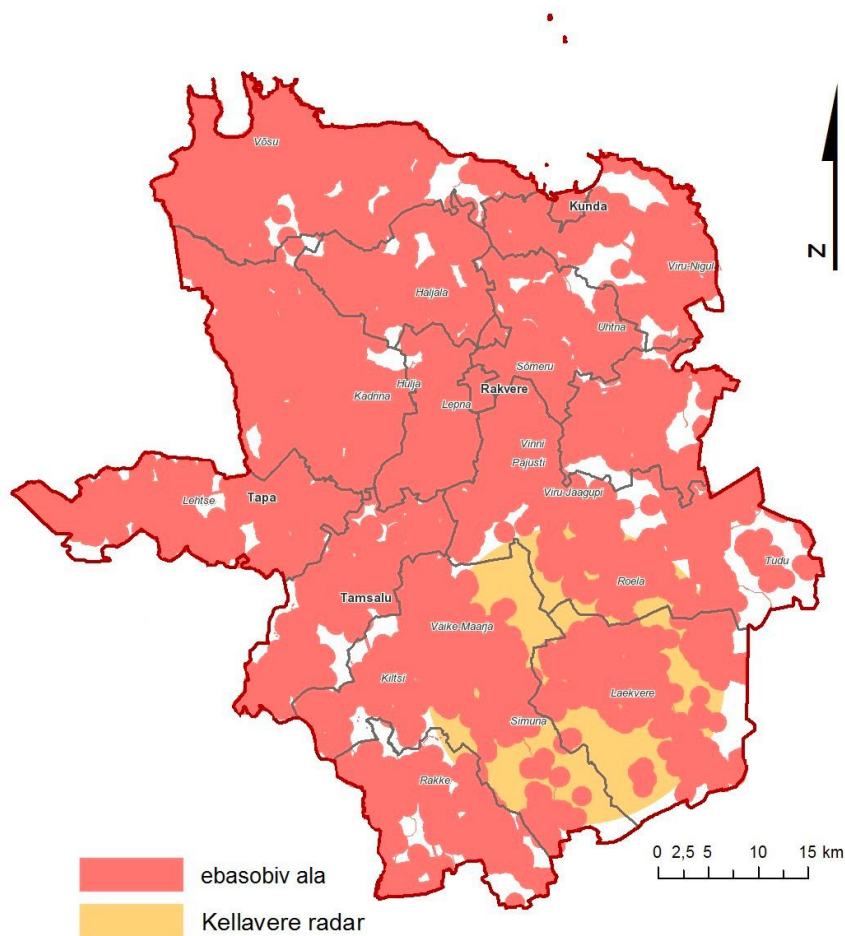 Võsu
Kunda
Viru-Nigula
Haljala
Uhtna
Sõmeru
Hulja
Kadrina
Rakvere
Lepna
Vinni
Pajusti
Lehtse
Tapa
Viru-Jaagupi
Tudu
Roela
Tamsalu
Väike-Maarja
Kiltsi
Laekvere
Simuna
Rakke
N
0 2,5 5 10 15 km
ebasobiv ala
Kellavere radar